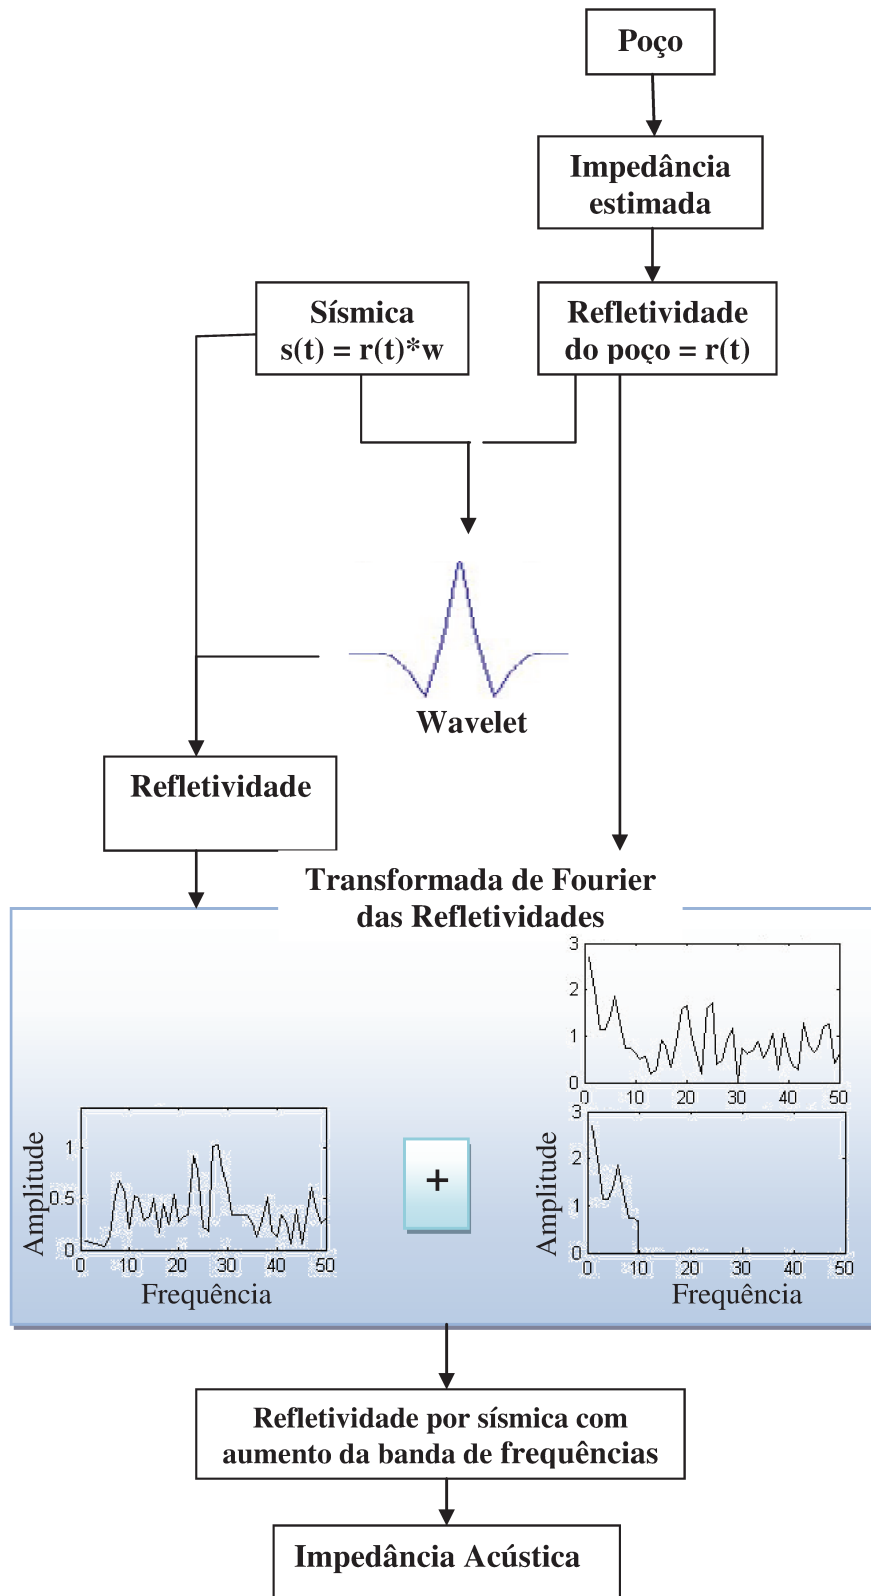 Poço
Impedância
estimada
Sísmica
s(t) = r(t)*w
Refletividade
do poço = r(t)
Wavelet
Refletividade
Transformada de Fourier
das Refletividades
3
2
1
0
0 10 20 30 40 50
Amplitude
1
0.5
0
0 10 20 30 40 50
Frequência
+
Amplitude
3
2
1
0
0 10 20 30 40 50
Frequência
Refletividade por sísmica com
aumento da banda de frequências
Impedância Acústica